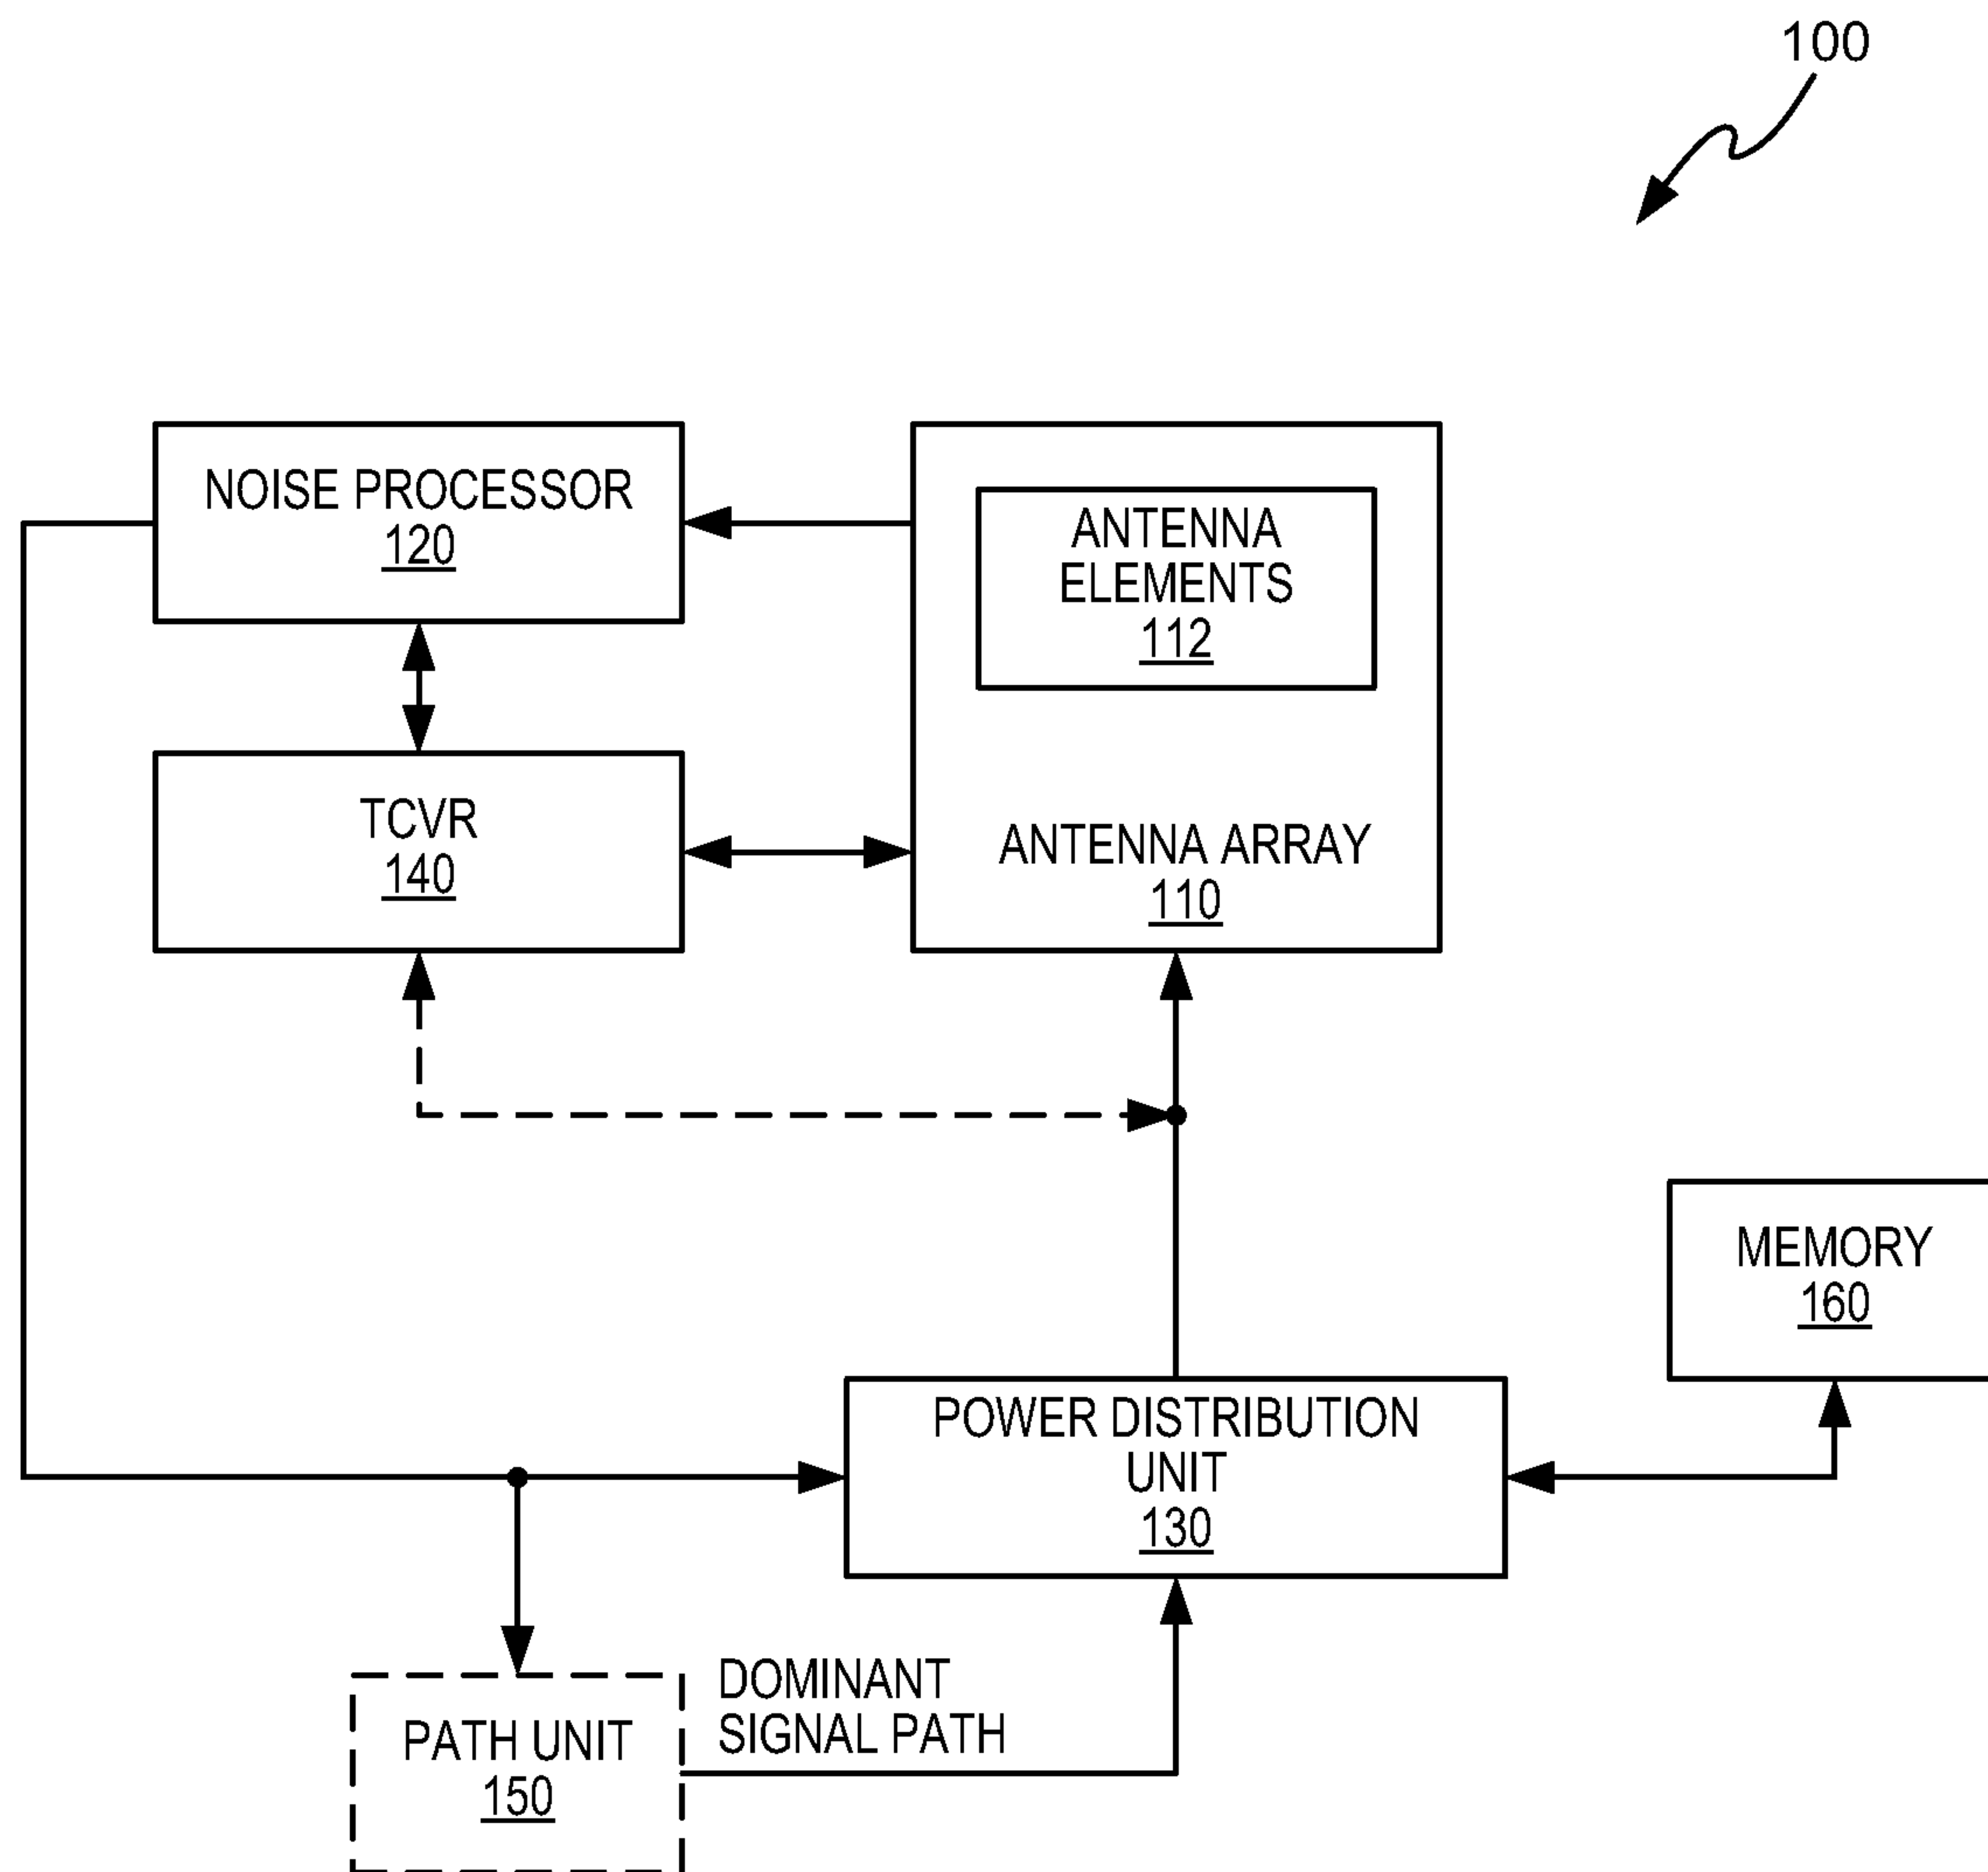 100
NOISE PROCESSOR
120
ANTENNA
ELEMENTS
112
TCVR
140
ANTENNA ARRAY
110
MEMORY
160
POWER DISTRIBUTION
UNIT
130
DOMINANT
SIGNAL PATH
PATH UNIT
150